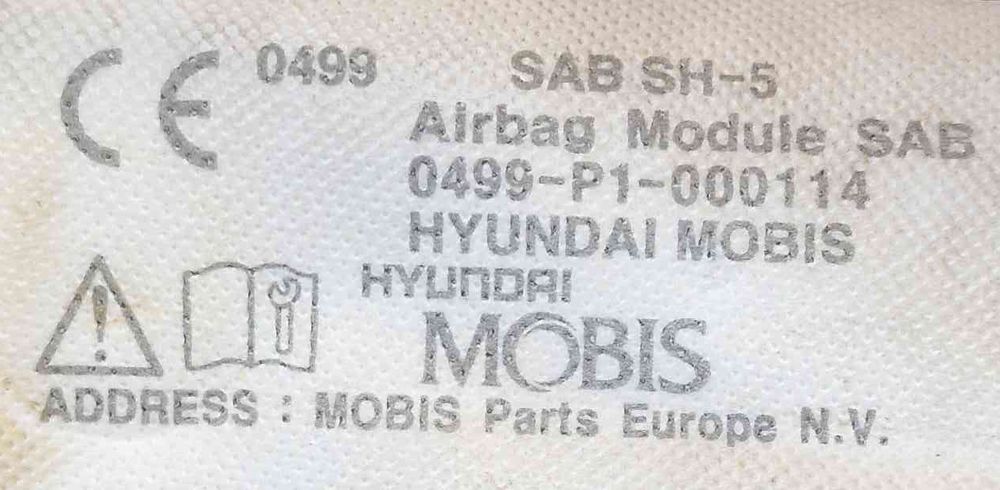 CE 0499 SAB SH-5
Airbag Module SAB
0499-P1-000114
HYUNDAI MOBIS
HYUNDAI
MOBIS
ADDRESS : MOBIS Parts Europe N.V.